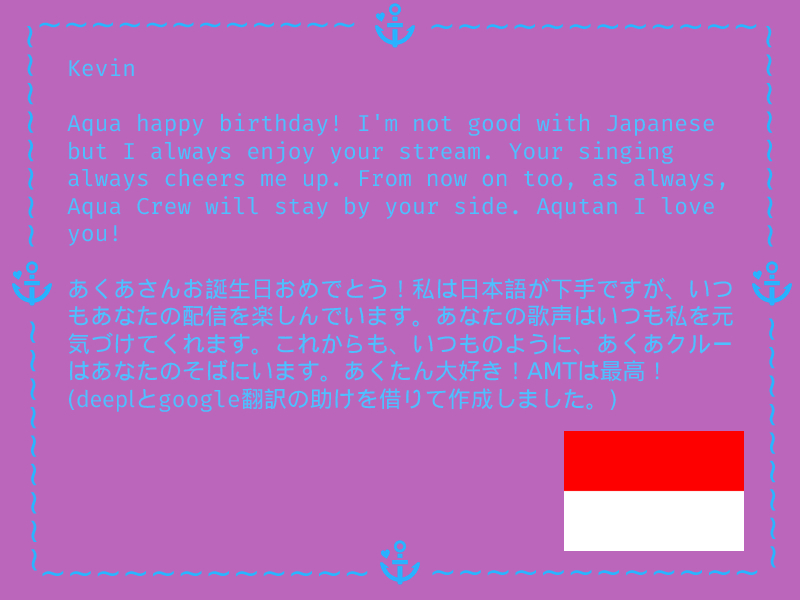 Kevin
Aqua happy birthday! I'm not good with Japanese
but I always enjoy your stream. Your singing
always cheers me up. From now on too, as always,
Aqua Crew will stay by your side. Aqutan I love
you!
あくあさんお誕生日おめでとう！私は日本語が下手ですが、いつ
もあなたの配信を楽しんでいます。あなたの歌声はいつも私を元
気づけてくれます。これからも、いつものように、あくあクルー
はあなたのそばにいます。あくたん大好き！AMTは最高！
(deeplとgoogle翻訳の助けを借りて作成しました。)